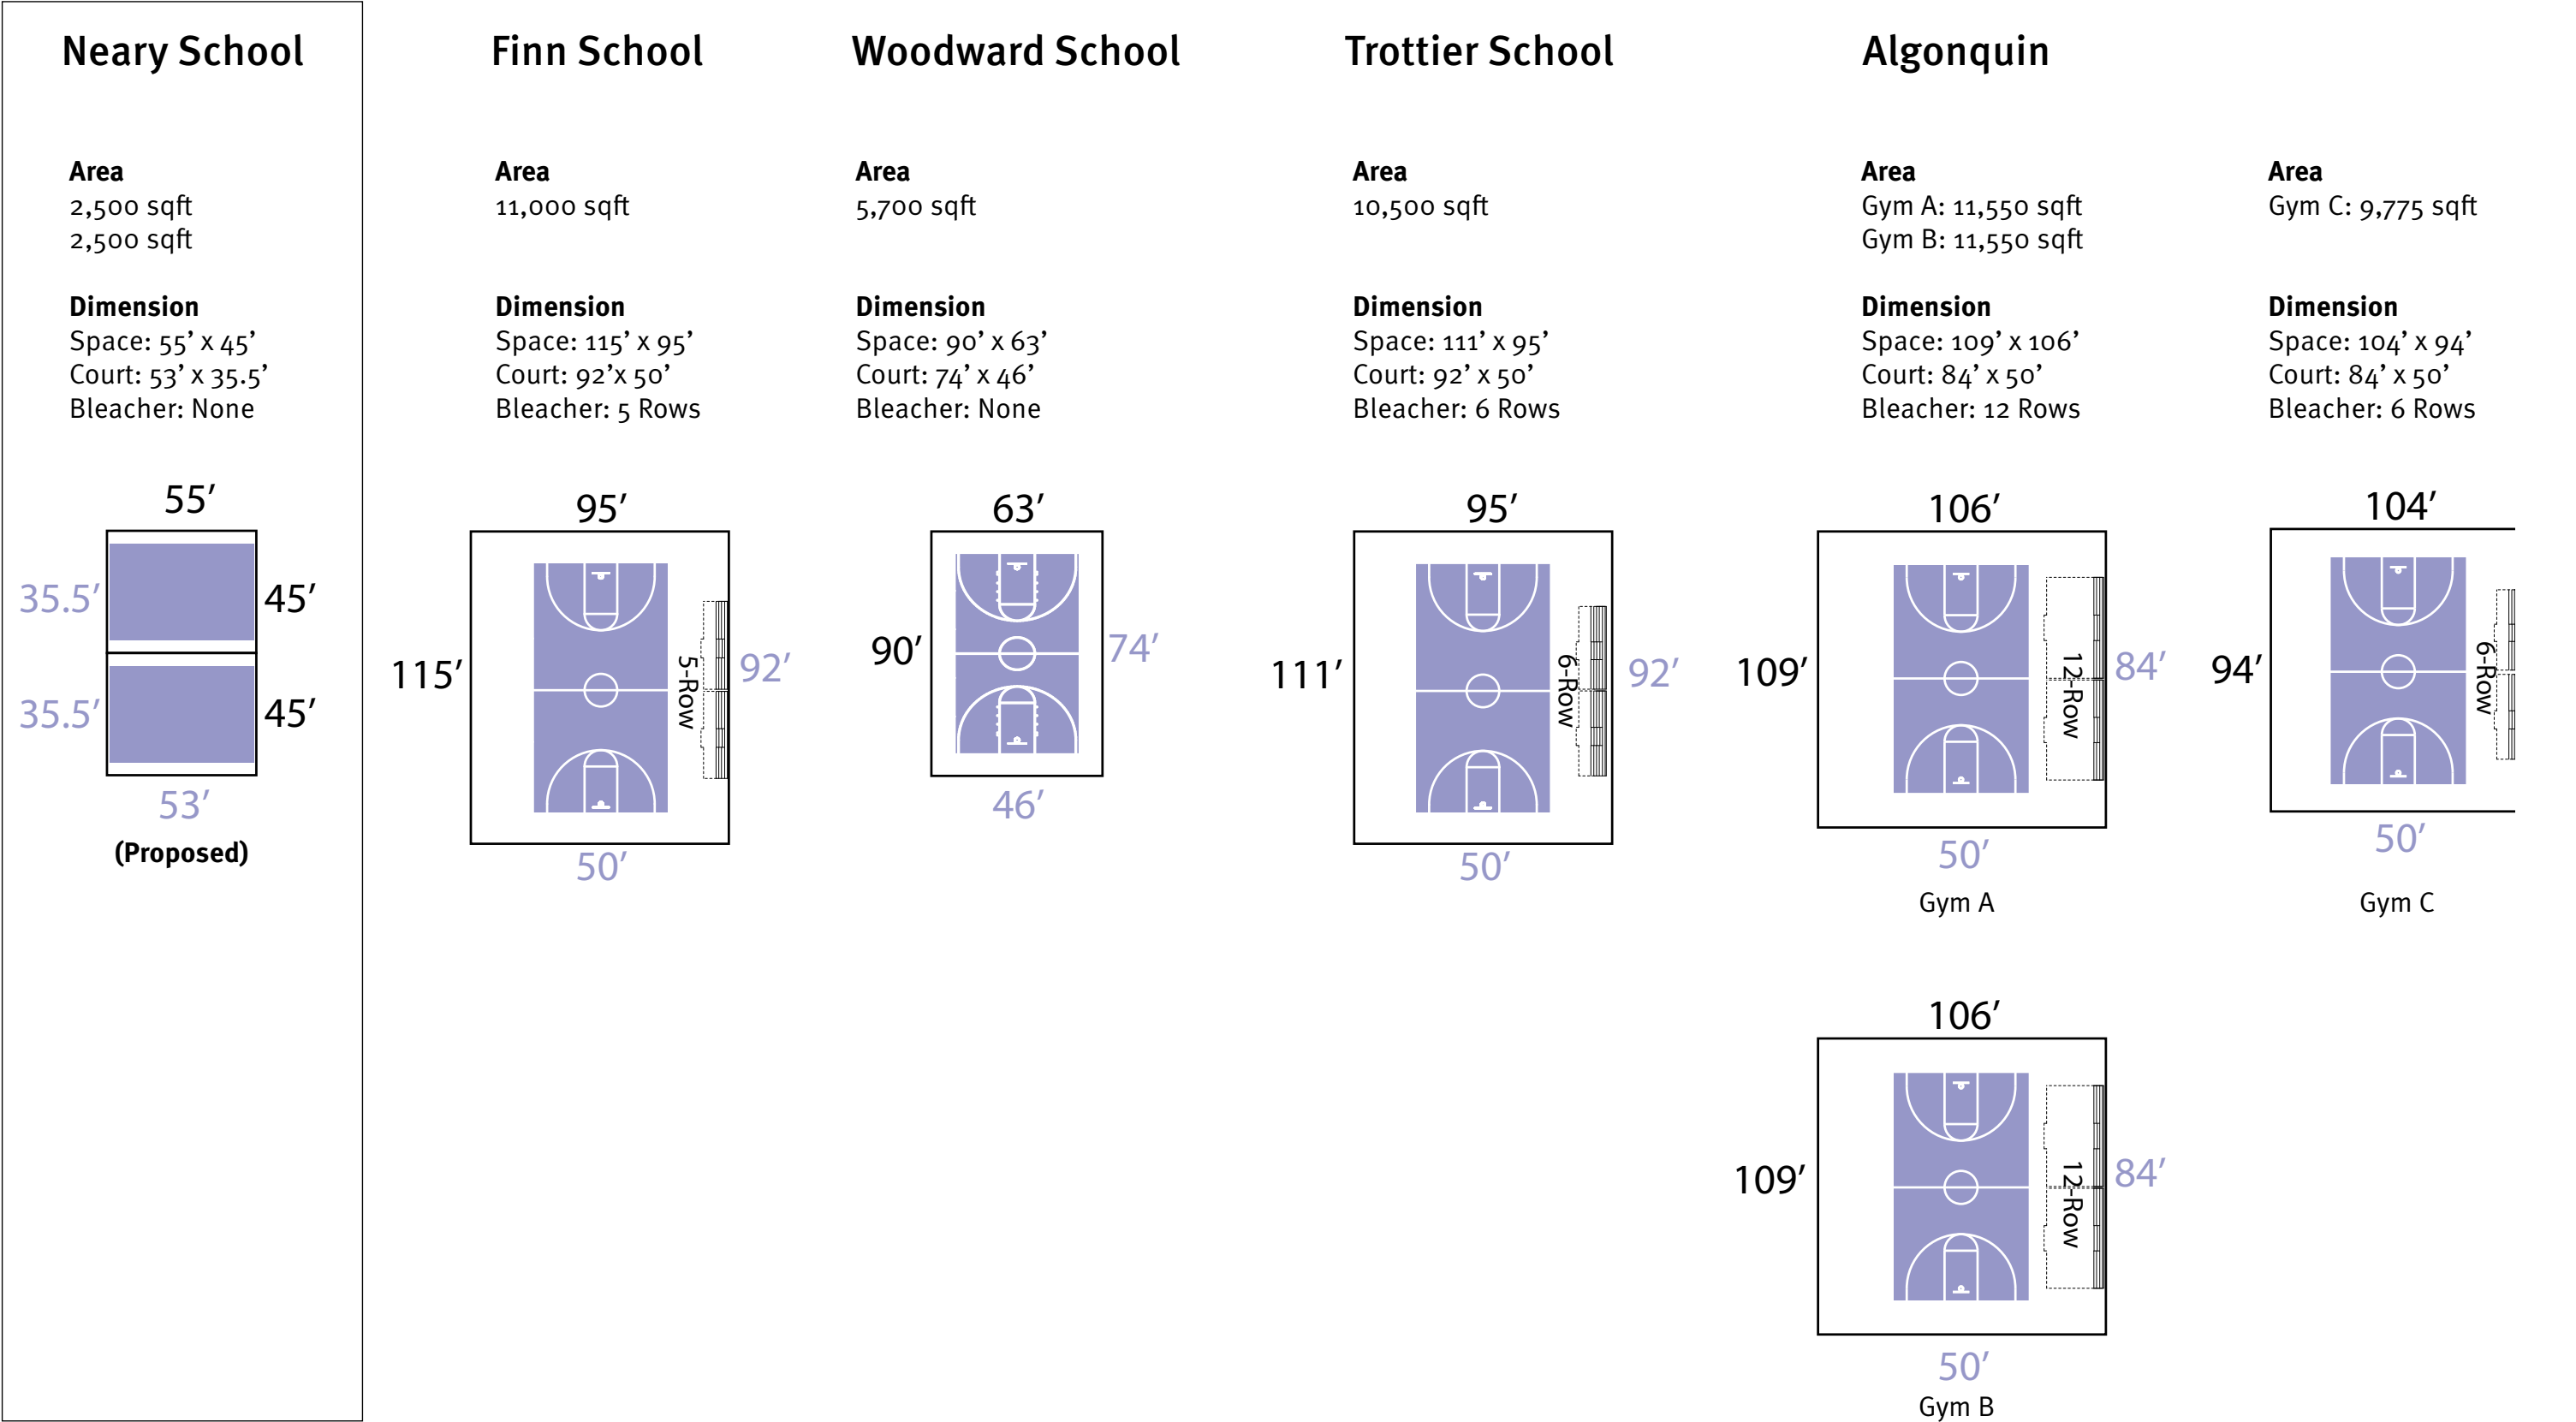 Neary School
Area
2,500 sqft
2,500 sqft
Dimension
Space: 55’ x 45’
Court: 53’ x 35.5’
Bleacher: None
55’
35.5’
45’
35.5’
45’
53’
(Proposed)
Finn School
Area
11,000 sqft
Dimension
Space: 115’ x 95’
Court: 92’x 50’
Bleacher: 5 Rows
95’
115’
5-Row
92’
50’
Woodward School
Area
5,700 sqft
Dimension
Space: 90’ x 63’
Court: 74’ x 46’
Bleacher: None
63’
90’
74’
46’
Trottier School
Area
10,500 sqft
Dimension
Space: 111’ x 95’
Court: 92’ x 50’
Bleacher: 6 Rows
95’
111’
6-Row
92’
50’
Algonquin
Area
Gym A: 11,550 sqft
Gym B: 11,550 sqft
Dimension
Space: 109’ x 106’
Court: 84’ x 50’
Bleacher: 12 Rows
106’
109’
12-Row
84’
50’
Gym A
106’
109’
12-Row
84’
50’
Gym B
Area
Gym C: 9,775 sqft
Dimension
Space: 104’ x 94’
Court: 84’ x 50’
Bleacher: 6 Rows
104’
94’
6-Row
50’
Gym C